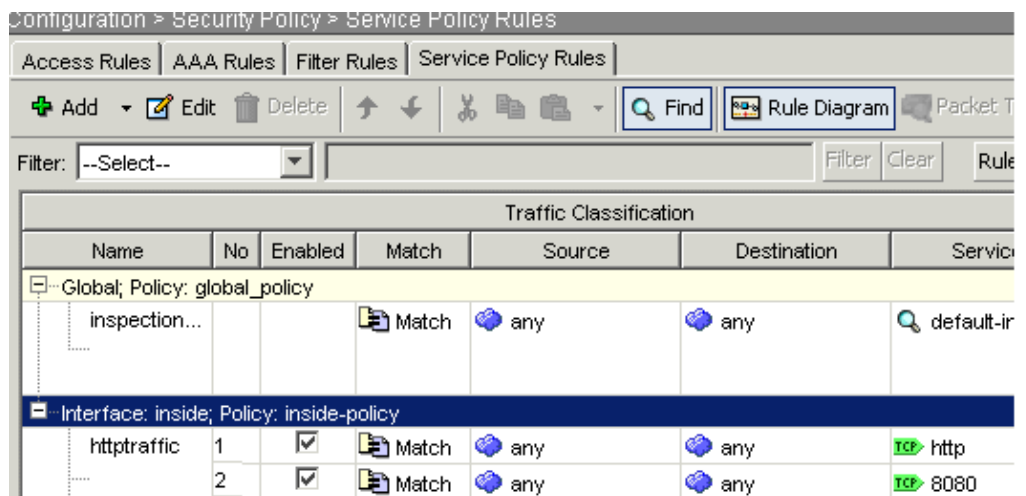 Configuration > Security Policy > Service Policy Rules
Access Rules AAA Rules Filter Rules Service Policy Rules
Add Edit Delete Find Rule Diagram Packet T
Filter: --Select-- Filter Clear Rule
Traffic Classification
Name No Enabled Match Source Destination Servic
Global; Policy: global_policy
inspection... Match any any default-ir
Interface: inside; Policy: inside-policy
httptraffic 1 Match any any TCP http
2 Match any any TCP 8080